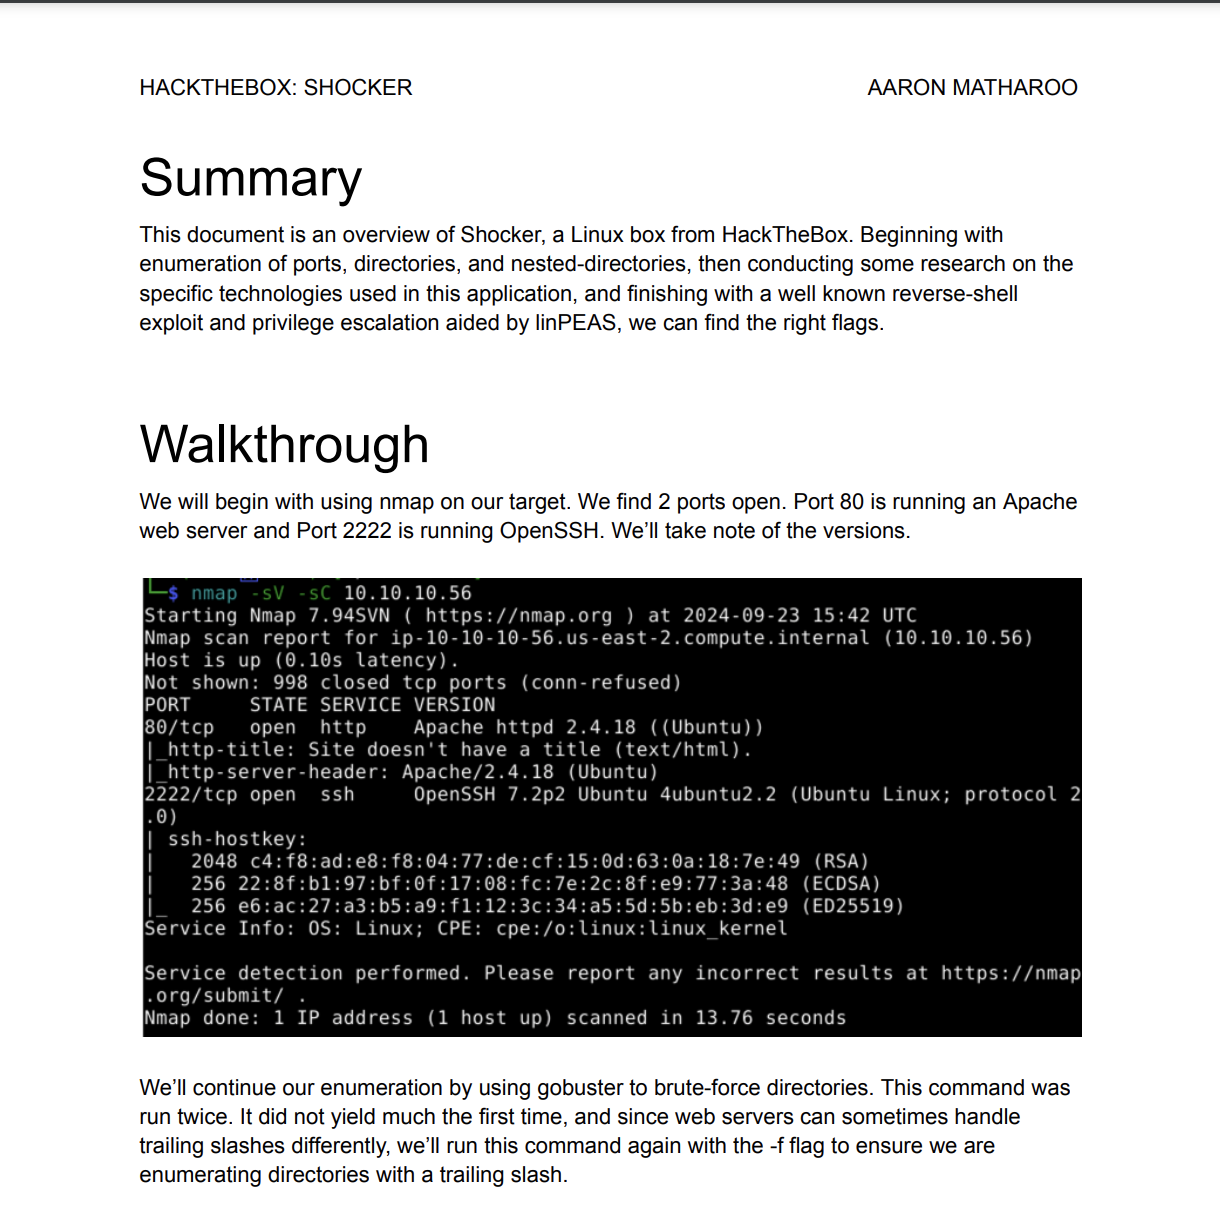 HACKTHEBOX: SHOCKER AARON MATHAROO
Summary
This document is an overview of Shocker, a Linux box from HackTheBox. Beginning with
enumeration of ports, directories, and nested-directories, then conducting some research on the
specific technologies used in this application, and finishing with a well known reverse-shell
exploit and privilege escalation aided by linPEAS, we can find the right flags.
Walkthrough
We will begin with using nmap on our target. We find 2 ports open. Port 80 is running an Apache
web server and Port 2222 is running OpenSSH. We'll take note of the versions.
└─$ nmap -sV -sC 10.10.10.56
Starting Nmap 7.94SVN ( https://nmap.org ) at 2024-09-23 15:42 UTC
Nmap scan report for ip-10-10-10-56.us-east-2.compute.internal (10.10.10.56)
Host is up (0.10s latency).
Not shown: 998 closed tcp ports (conn-refused)
PORT     STATE SERVICE VERSION
80/tcp   open  http    Apache httpd 2.4.18 ((Ubuntu))
|_http-title: Site doesn't have a title (text/html).
|_http-server-header: Apache/2.4.18 (Ubuntu)
2222/tcp open  ssh     OpenSSH 7.2p2 Ubuntu 4ubuntu2.2 (Ubuntu Linux; protocol 2
.0)
| ssh-hostkey:
|   2048 c4:f8:ad:e8:f8:04:77:de:cf:15:0d:63:0a:18:7e:49 (RSA)
|   256 22:8f:b1:97:bf:0f:17:08:fc:7e:2c:8f:e9:77:3a:48 (ECDSA)
|_  256 e6:ac:27:a3:b5:a9:f1:12:3c:34:a5:5d:5b:eb:3d:e9 (ED25519)
Service Info: OS: Linux; CPE: cpe:/o:linux:linux_kernel
Service detection performed. Please report any incorrect results at https://nmap
.org/submit/ .
Nmap done: 1 IP address (1 host up) scanned in 13.76 seconds
We'll continue our enumeration by using gobuster to brute-force directories. This command was
run twice. It did not yield much the first time, and since web servers can sometimes handle
trailing slashes differently, we'll run this command again with the -f flag to ensure we are
enumerating directories with a trailing slash.